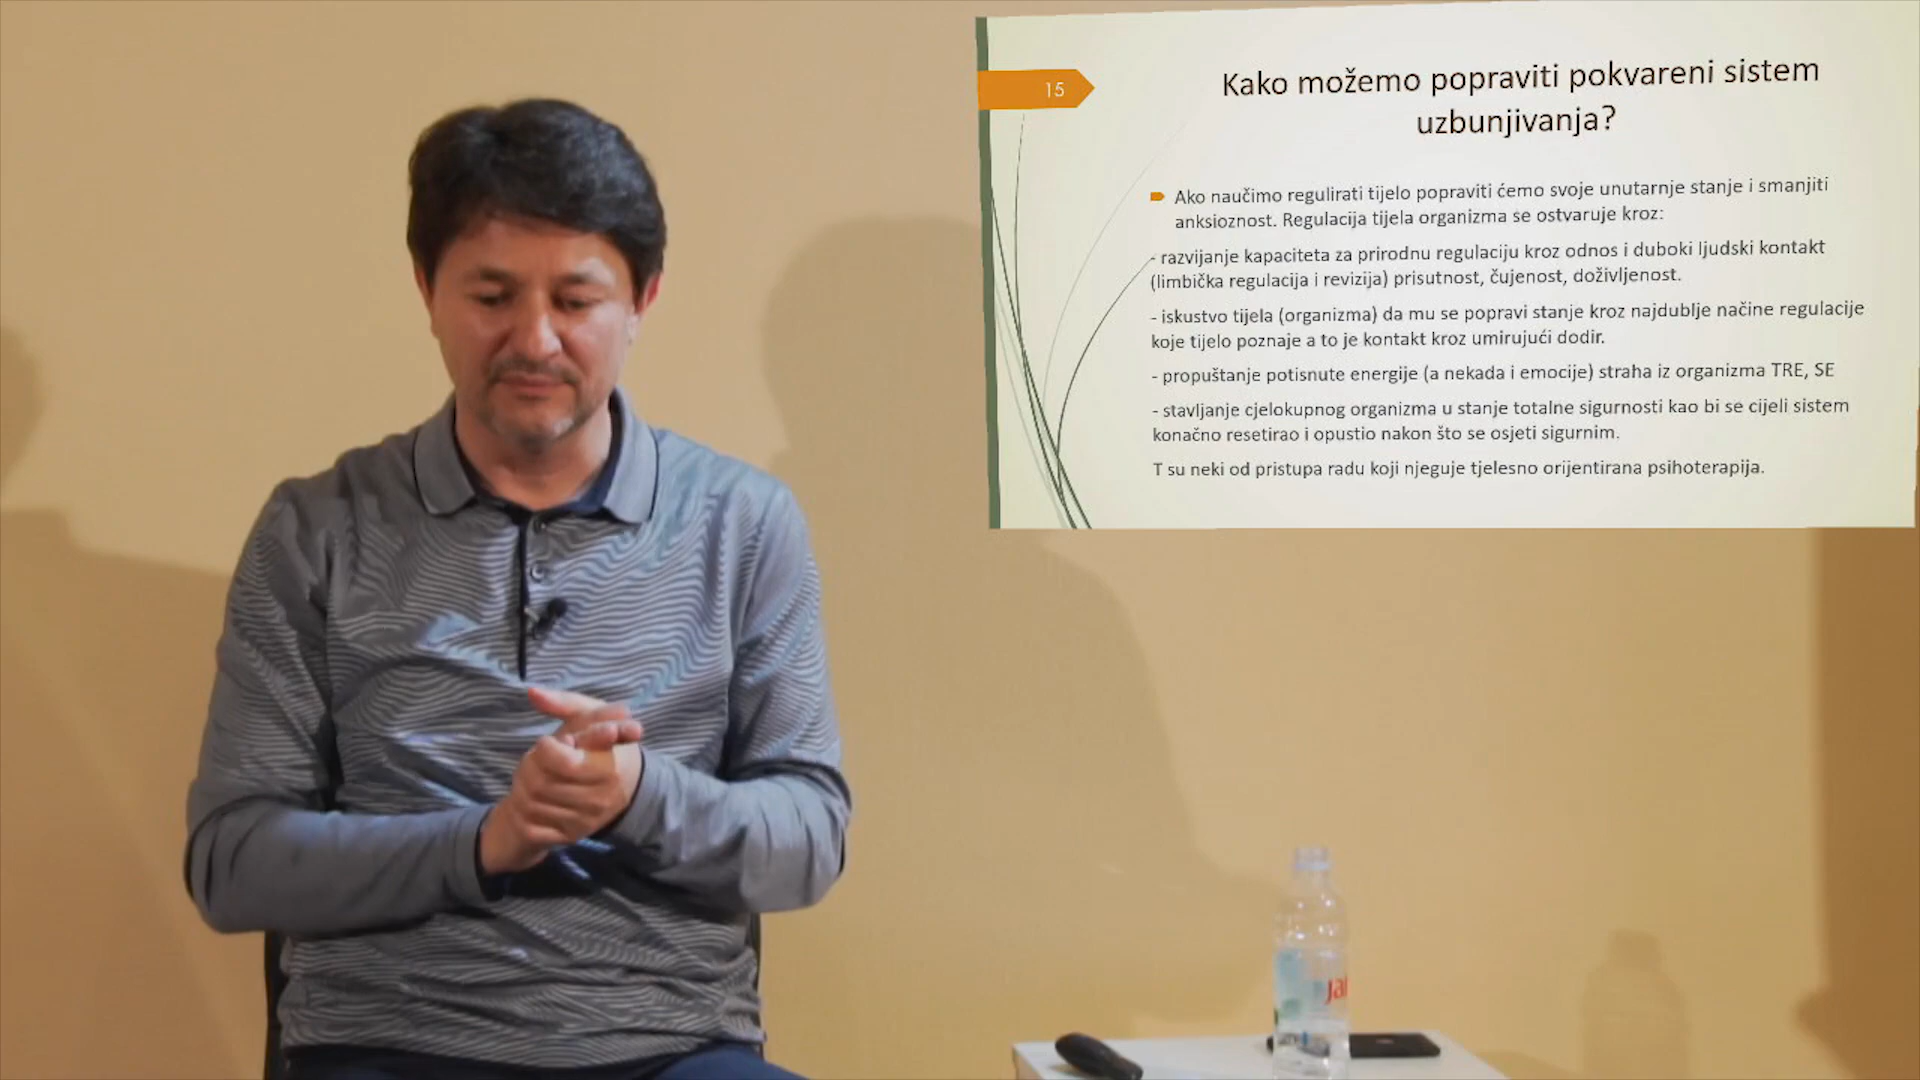 15
Kako možemo popraviti pokvareni sistem
uzbunjivanja?
Ako naučimo regulirati tijelo popraviti ćemo svoje unutarnje stanje i smanjiti
anksioznost. Regulacija tijela organizma se ostvaruje kroz:
- razvijanje kapaciteta za prirodnu regulaciju kroz odnos i duboki ljudski kontakt
(limbička regulacija i revizija) prisutnost, čujenost, doživljenost.
- iskustvo tijela (organizma) da mu se popravi stanje kroz najdublje načine regulacije
koje tijelo poznaje a to je kontakt kroz umirujući dodir.
- propuštanje potisnute energije (a nekada i emocije) straha iz organizma TRE, SE
- stavljanje cjelokupnog organizma u stanje totalne sigurnosti kao bi se cijeli sistem
konačno resetirao i opustio nakon što se osjeti sigurnim.
T su neki od pristupa radu koji njeguje tjelesno orijentirana psihoterapija.